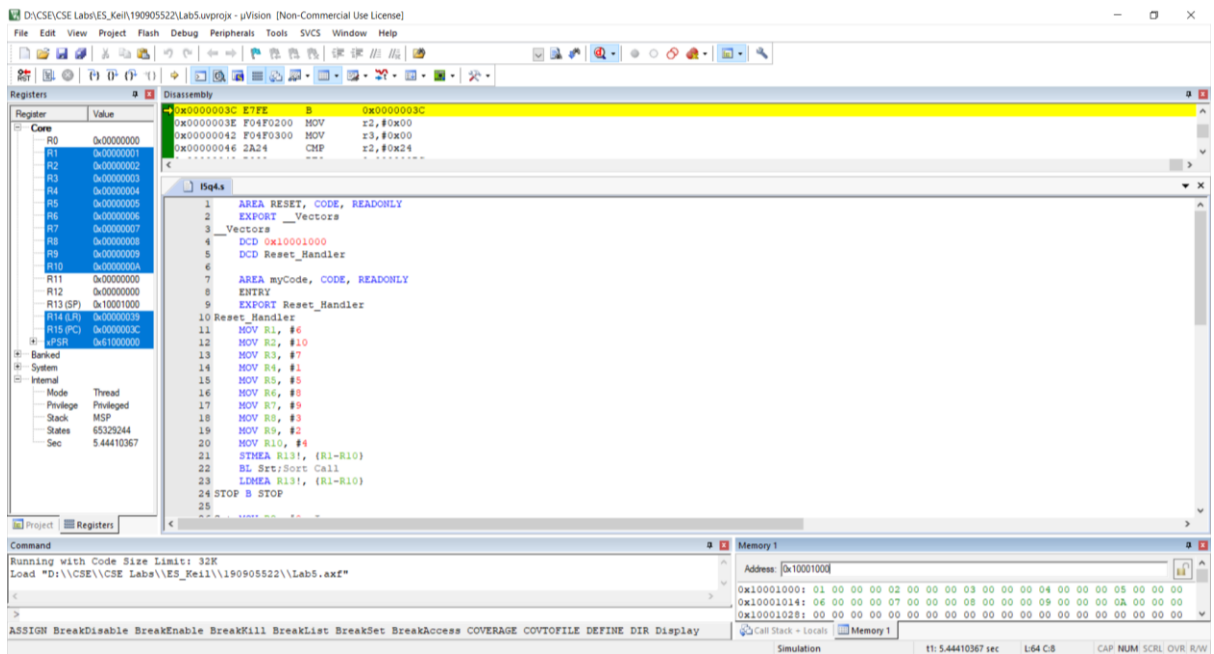 D:\CSE\CSE Labs\ES_Keil\190905522\Lab5.uvprojx - µVision [Non-Commercial Use License]
File Edit View Project Flash Debug Peripherals Tools SVCS Window Help
Registers
Register Value
Core
R0 0x00000000
R1 0x00000001
R2 0x00000002
R3 0x00000003
R4 0x00000004
R5 0x00000005
R6 0x00000006
R7 0x00000007
R8 0x00000008
R9 0x00000009
R10 0x0000000A
R11 0x00000000
R12 0x00000000
R13 (SP) 0x10001000
R14 (LR) 0x00000039
R15 (PC) 0x0000003C
xPSR 0x61000000
Banked
System
Internal
Mode Thread
Privilege Privileged
Stack MSP
States 65329244
Sec 5.44410367
Project Registers
Disassembly
0x0000003C E7FE B 0x0000003C
0x0000003E F04F0200 MOV r2,#0x00
0x00000042 F04F0300 MOV r3,#0x00
0x00000046 2A24 CMP r2,#0x24
l5q4.s
1 AREA RESET, CODE, READONLY
2 EXPORT __Vectors
3 __Vectors
4 DCD 0x10001000
5 DCD Reset_Handler
6
7 AREA myCode, CODE, READONLY
8 ENTRY
9 EXPORT Reset_Handler
10 Reset_Handler
11 MOV R1, #6
12 MOV R2, #10
13 MOV R3, #7
14 MOV R4, #1
15 MOV R5, #5
16 MOV R6, #8
17 MOV R7, #9
18 MOV R8, #3
19 MOV R9, #2
20 MOV R10, #4
21 STMEA R13!, {R1-R10}
22 BL Srt;Sort Call
23 LDMEA R13!, {R1-R10}
24 STOP B STOP
25
Command
Running with Code Size Limit: 32K
Load "D:\\CSE\\CSE Labs\\ES_Keil\\190905522\\Lab5.axf"
>
ASSIGN BreakDisable BreakEnable BreakKill BreakList BreakSet BreakAccess COVERAGE COVTOFILE DEFINE DIR Display
Memory 1
Address: 0x10001000
0x10001000: 01 00 00 00 02 00 00 00 03 00 00 00 04 00 00 00 05 00 00 00
0x10001014: 06 00 00 00 07 00 00 00 08 00 00 00 09 00 00 00 0A 00 00 00
0x10001028: 00 00 00 00 00 00 00 00 00 00 00 00 00 00 00 00 00 00 00 00
Call Stack + Locals Memory 1
Simulation t1: 5.44410367 sec L:64 C:8 CAP NUM SCRL OVR R/W